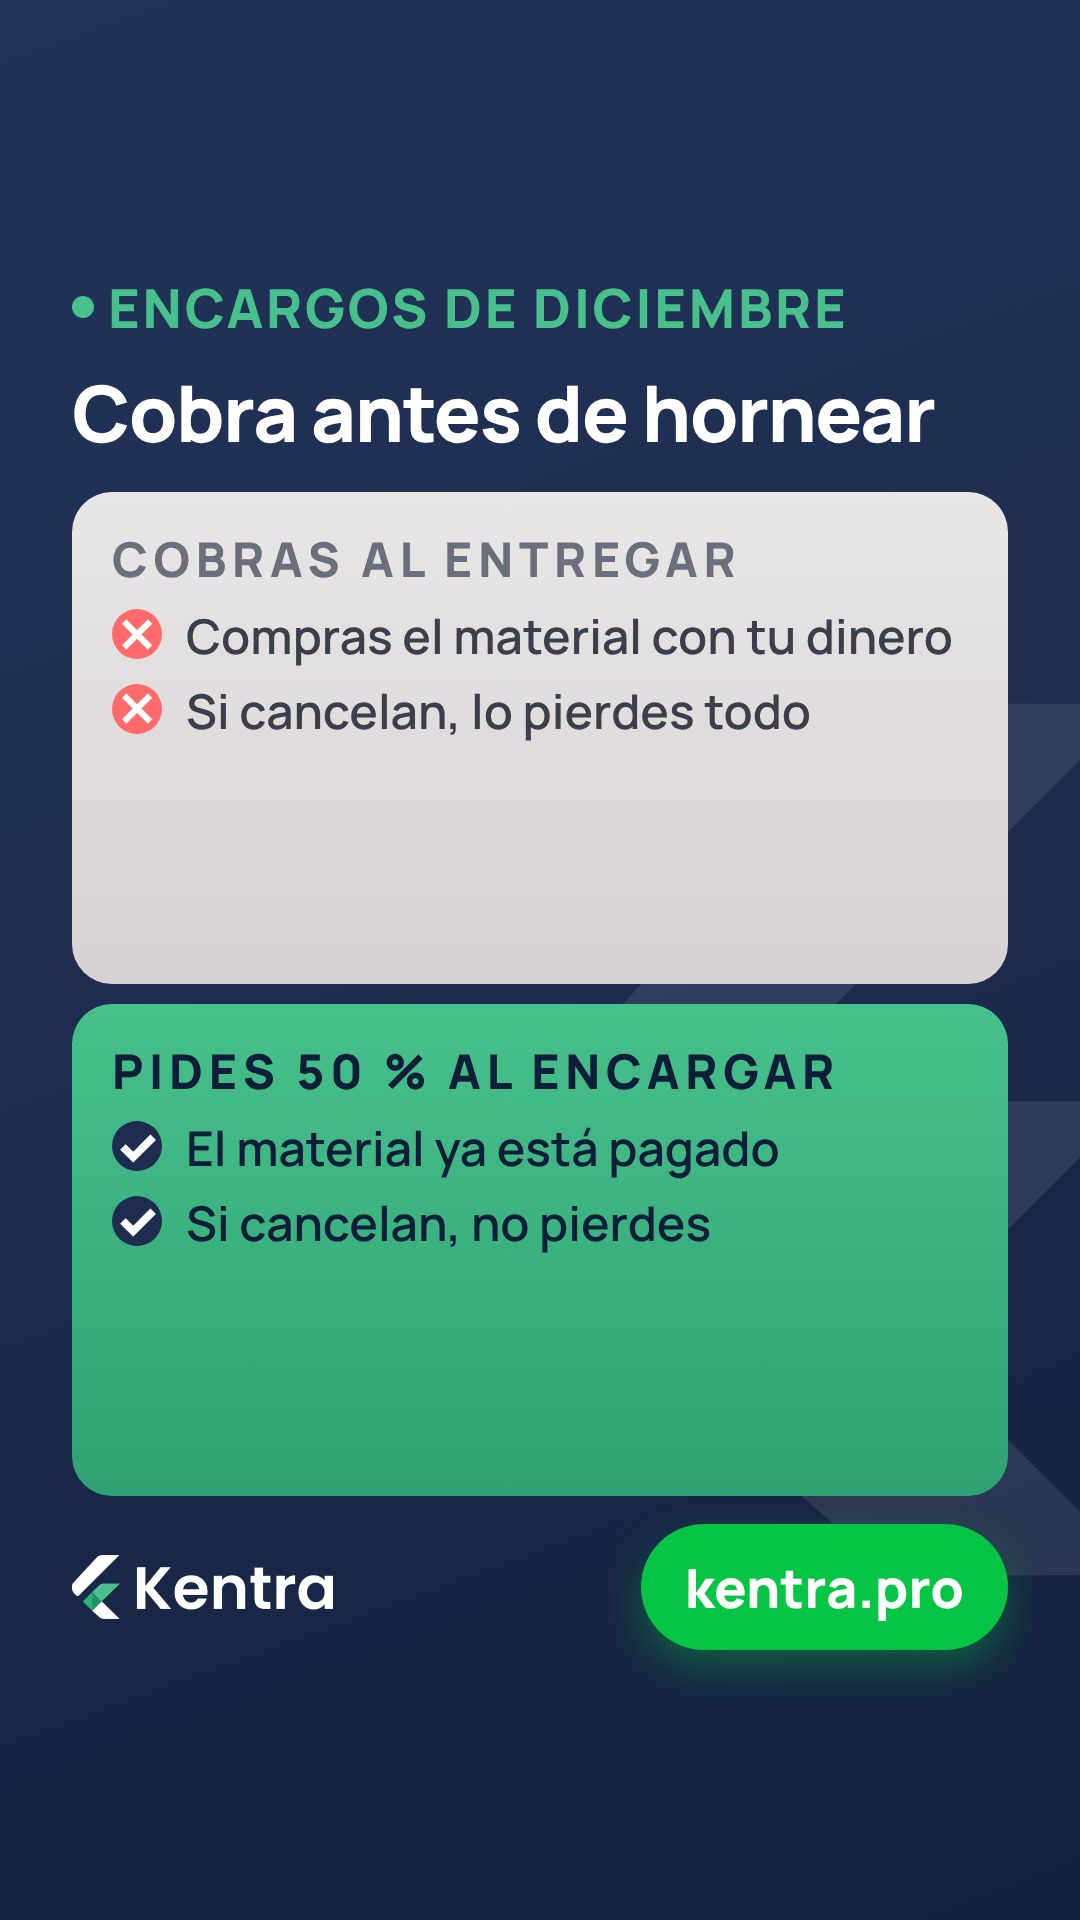 ENCARGOS DE DICIEMBRE
Cobra antes de hornear
COBRAS AL ENTREGAR
Compras el material con tu dinero
Si cancelan, lo pierdes todo
PIDES 50 % AL ENCARGAR
El material ya está pagado
Si cancelan, no pierdes
Kentra
kentra.pro